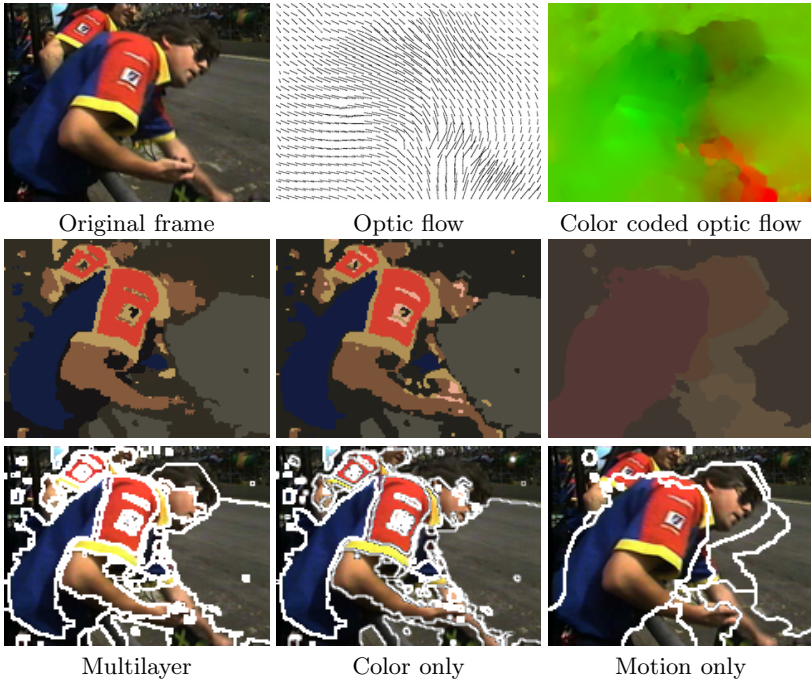 Original frame
Optic flow
Color coded optic flow
Multilayer
Color only
Motion only